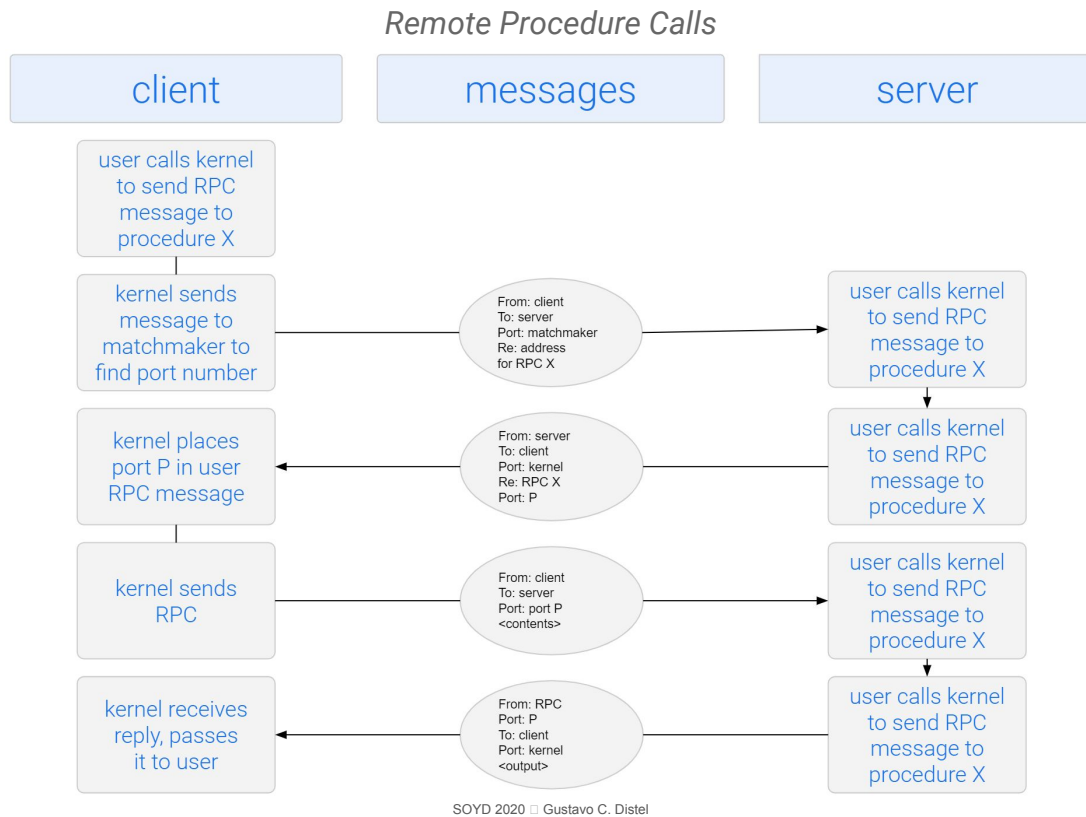 Remote Procedure Calls
client
messages
server
user calls kernel
to send RPC
message to
procedure X
kernel sends
message to
matchmaker to
find port number
From: client
To: server
Port: matchmaker
Re: address
for RPC X
user calls kernel
to send RPC
message to
procedure X
kernel places
port P in user
RPC message
From: server
To: client
Port: kernel
Re: RPC X
Port: P
user calls kernel
to send RPC
message to
procedure X
kernel sends
RPC
From: client
To: server
Port: port P
<contents>
user calls kernel
to send RPC
message to
procedure X
kernel receives
reply, passes
it to user
From: RPC
Port: P
To: client
Port: kernel
<output>
user calls kernel
to send RPC
message to
procedure X
SOYD 2020 □ Gustavo C. Distel